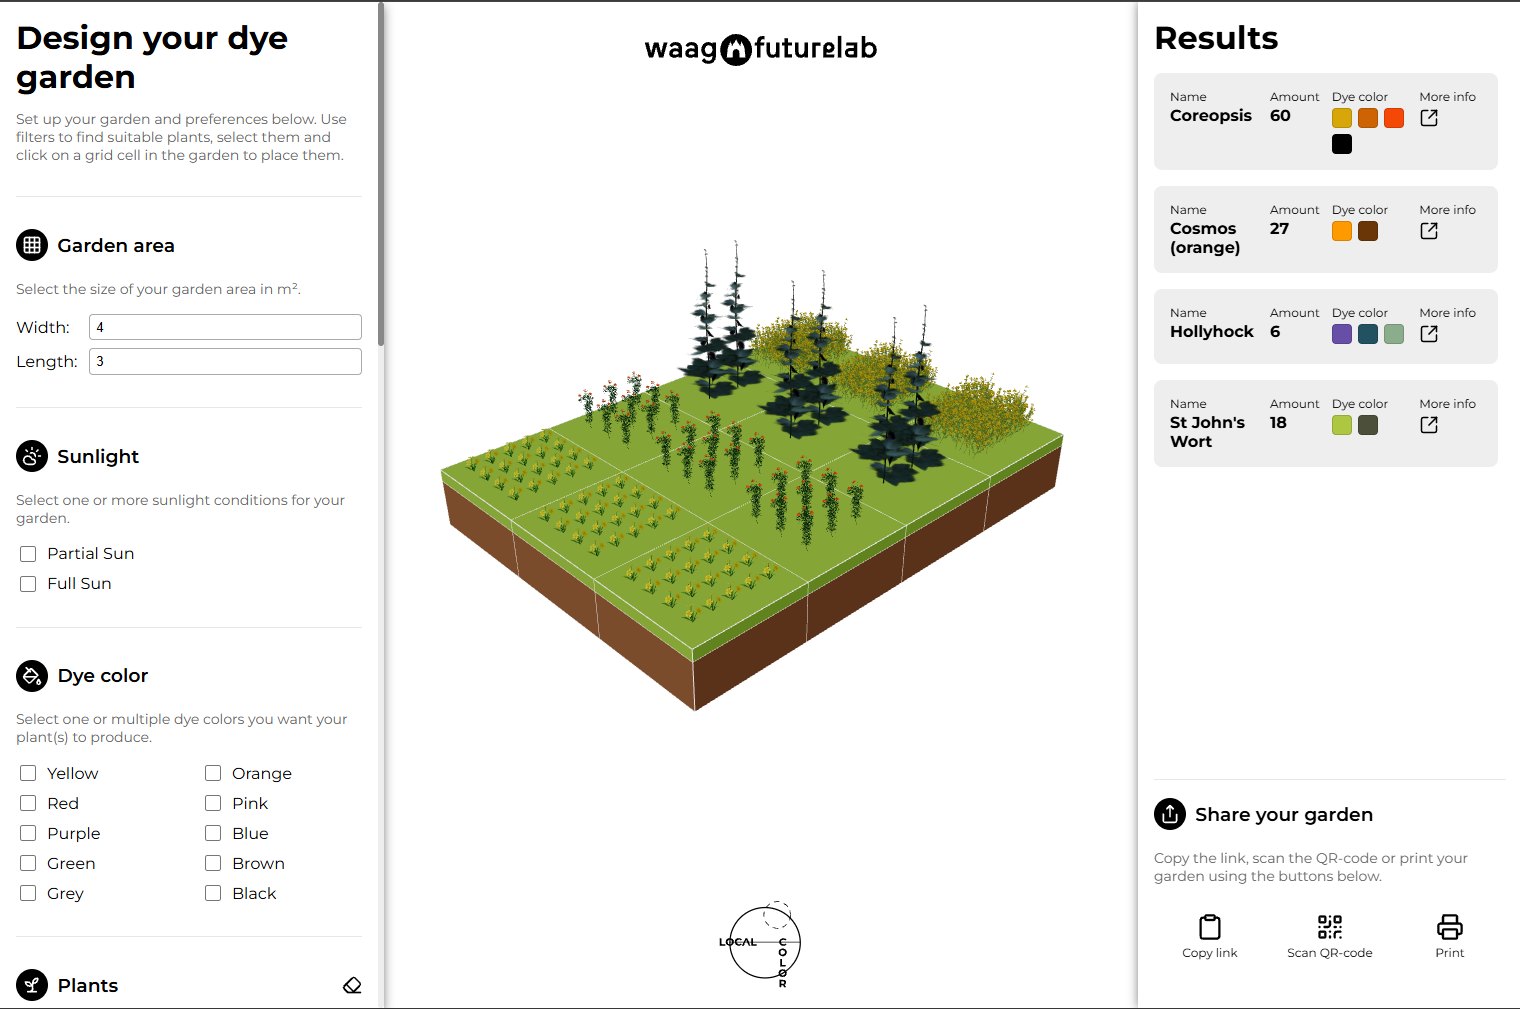 Design your dye
garden
Set up your garden and preferences below. Use
filters to find suitable plants, select them and
click on a grid cell in the garden to place them.
Garden area
Select the size of your garden area in m².
Width: 4
Length: 3
Sunlight
Select one or more sunlight conditions for your
garden.
Partial Sun
Full Sun
Dye color
Select one or multiple dye colors you want your
plant(s) to produce.
Yellow Orange
Red Pink
Purple Blue
Green Brown
Grey Black
Plants
waag futurelab
LOCAL
COLOR
Results
Name Amount Dye color More info
Coreopsis 60
Name Amount Dye color More info
Cosmos 27
(orange)
Name Amount Dye color More info
Hollyhock 6
Name Amount Dye color More info
St John's 18
Wort
Share your garden
Copy the link, scan the QR-code or print your
garden using the buttons below.
Copy link Scan QR-code Print